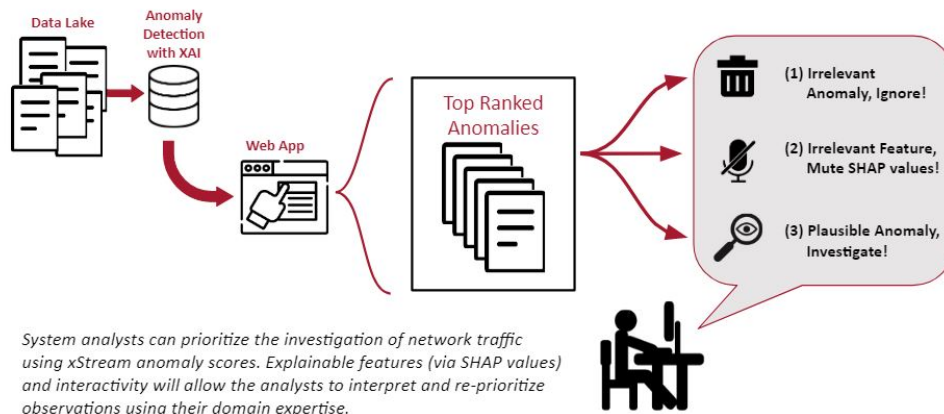 Data Lake
Anomaly
Detection
with XAI
Web App
Top Ranked
Anomalies
(1) Irrelevant
Anomaly, Ignore!
(2) Irrelevant Feature,
Mute SHAP values!
(3) Plausible Anomaly,
Investigate!
System analysts can prioritize the investigation of network traffic
using xStream anomaly scores. Explainable features (via SHAP values)
and interactivity will allow the analysts to interpret and re-prioritize
observations using their domain expertise.